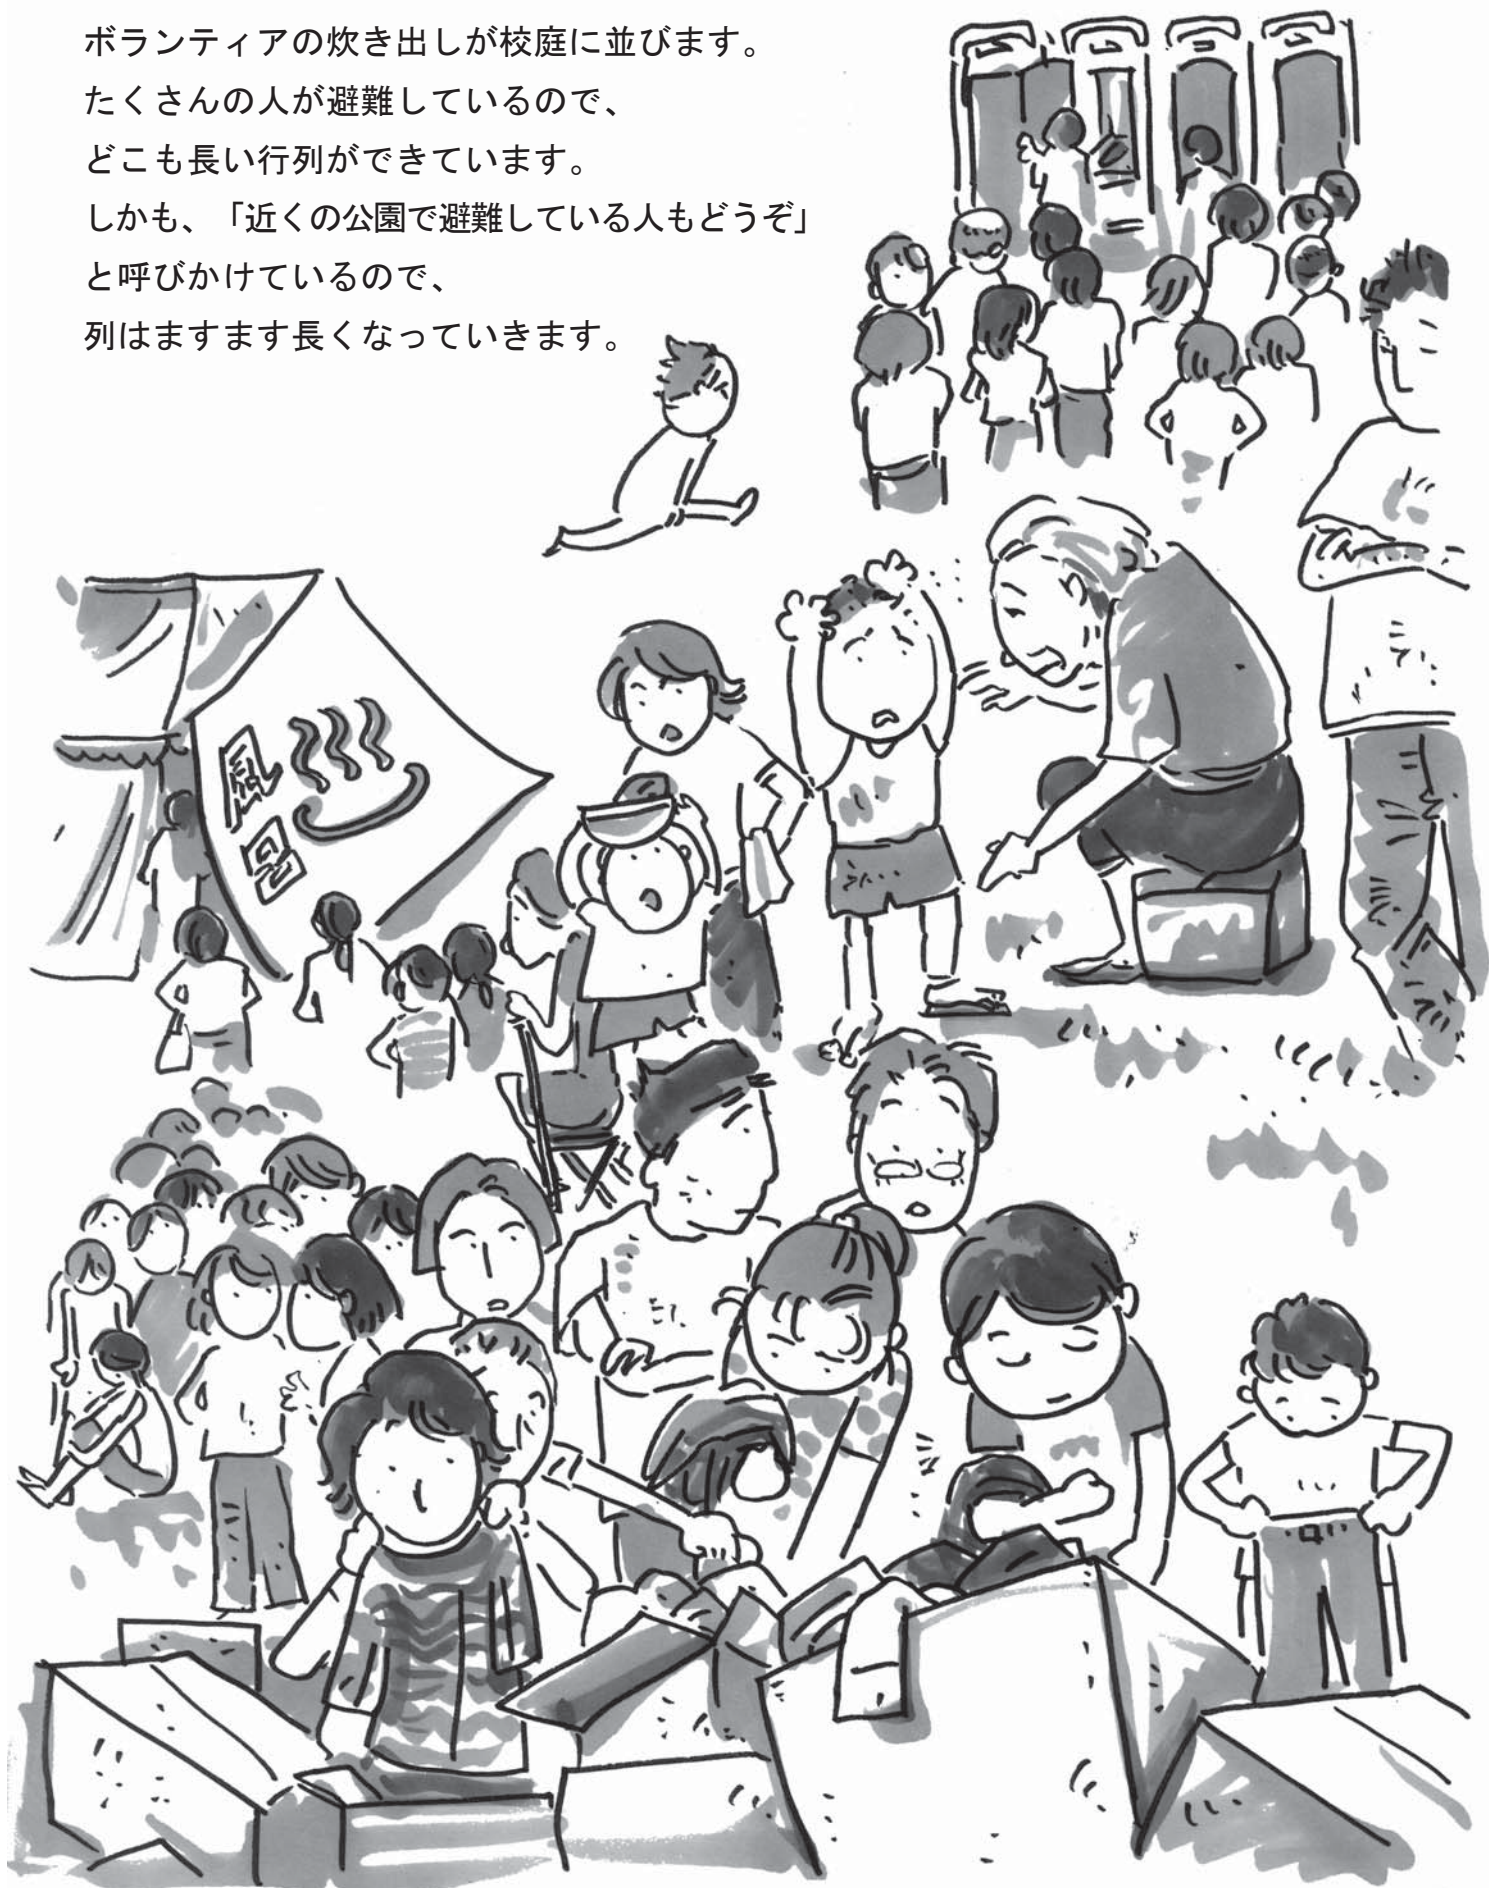 ボランティアの炊き出しが校庭に並びます。
たくさんの人が避難しているので、
どこも長い行列ができています。
しかも、「近くの公園で避難している人もどうぞ」
と呼びかけているので、
列はますます長くなっていきます。
風呂